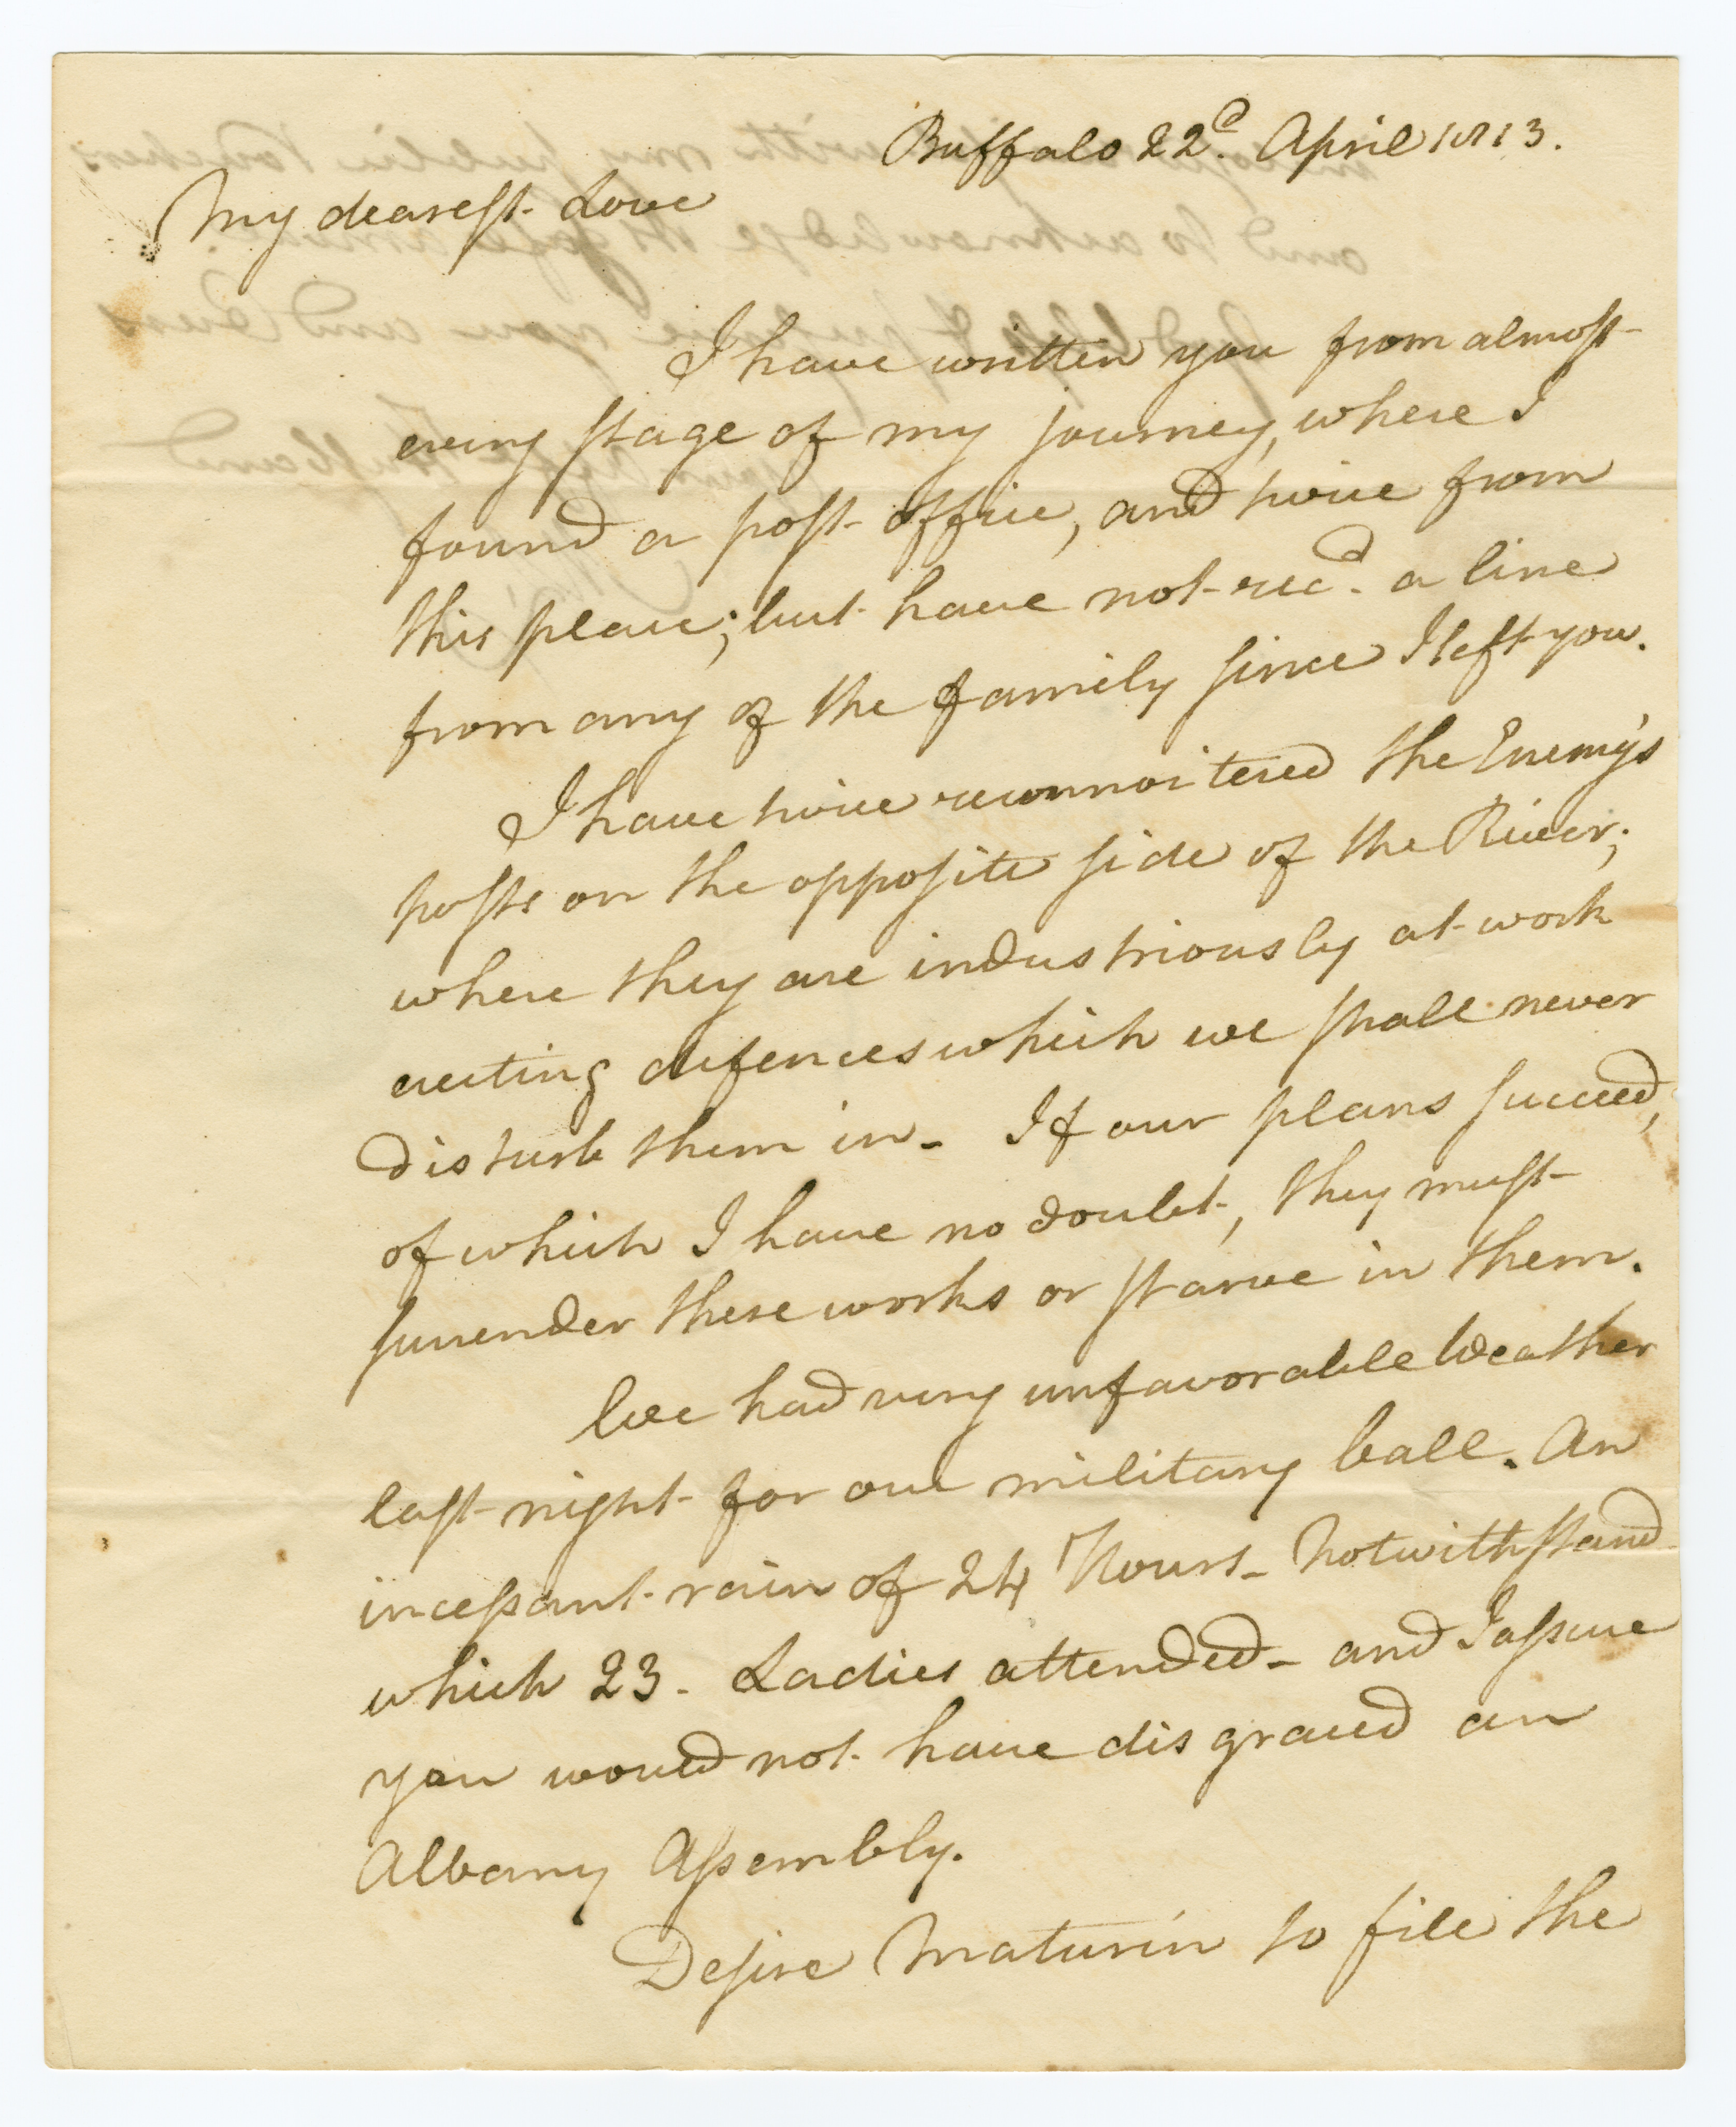 Buffalo 22d. April 1813.
My dearest Love
I have written you from almost
every stage of my journey, where I
found a post office, and twice from
this place; but have not recd. a line
from any of the family since I left you.
I have twice reconnoitered the Enemy's
posts on the opposite side of the River;
where they are industriously at work
erecting defences which we shall never
disturb them in - If our plans succeed,
of which I have no doubt, they must
surrender these works or starve in them.
We had very unfavorable Weather
last night for our military ball. An
incessant rain of 24 Hours - Notwithstand
which 23. Ladies attended - and I assure
you would not have disgraced an
Albany Assembly.
Desire Maturin to file the